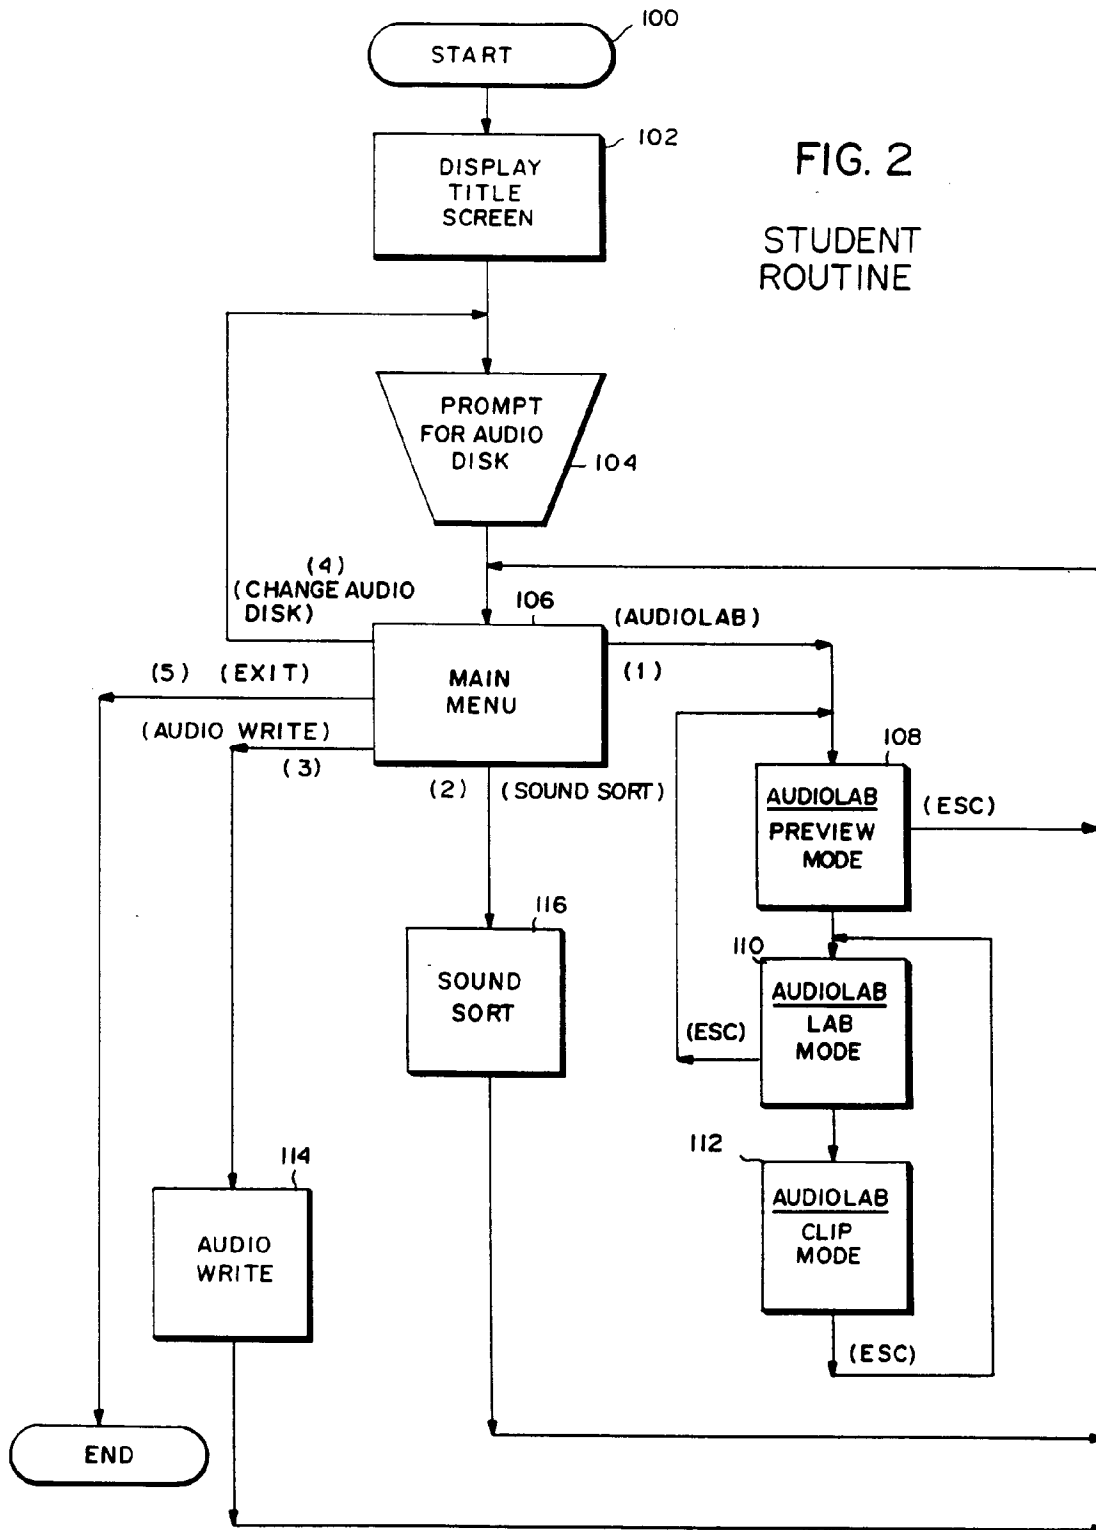 100
START
102
DISPLAY
TITLE
SCREEN
FIG. 2
STUDENT
ROUTINE
PROMPT
FOR AUDIO
DISK
104
(4)
(CHANGE AUDIO
DISK)
106
(AUDIOLAB)
(1)
MAIN
MENU
(5) (EXIT)
(AUDIO WRITE)
(3)
(2) (SOUND SORT)
108
AUDIOLAB
PREVIEW
MODE
(ESC)
116
SOUND
SORT
110
AUDIOLAB
LAB
MODE
(ESC)
112
AUDIOLAB
CLIP
MODE
(ESC)
114
AUDIO
WRITE
END